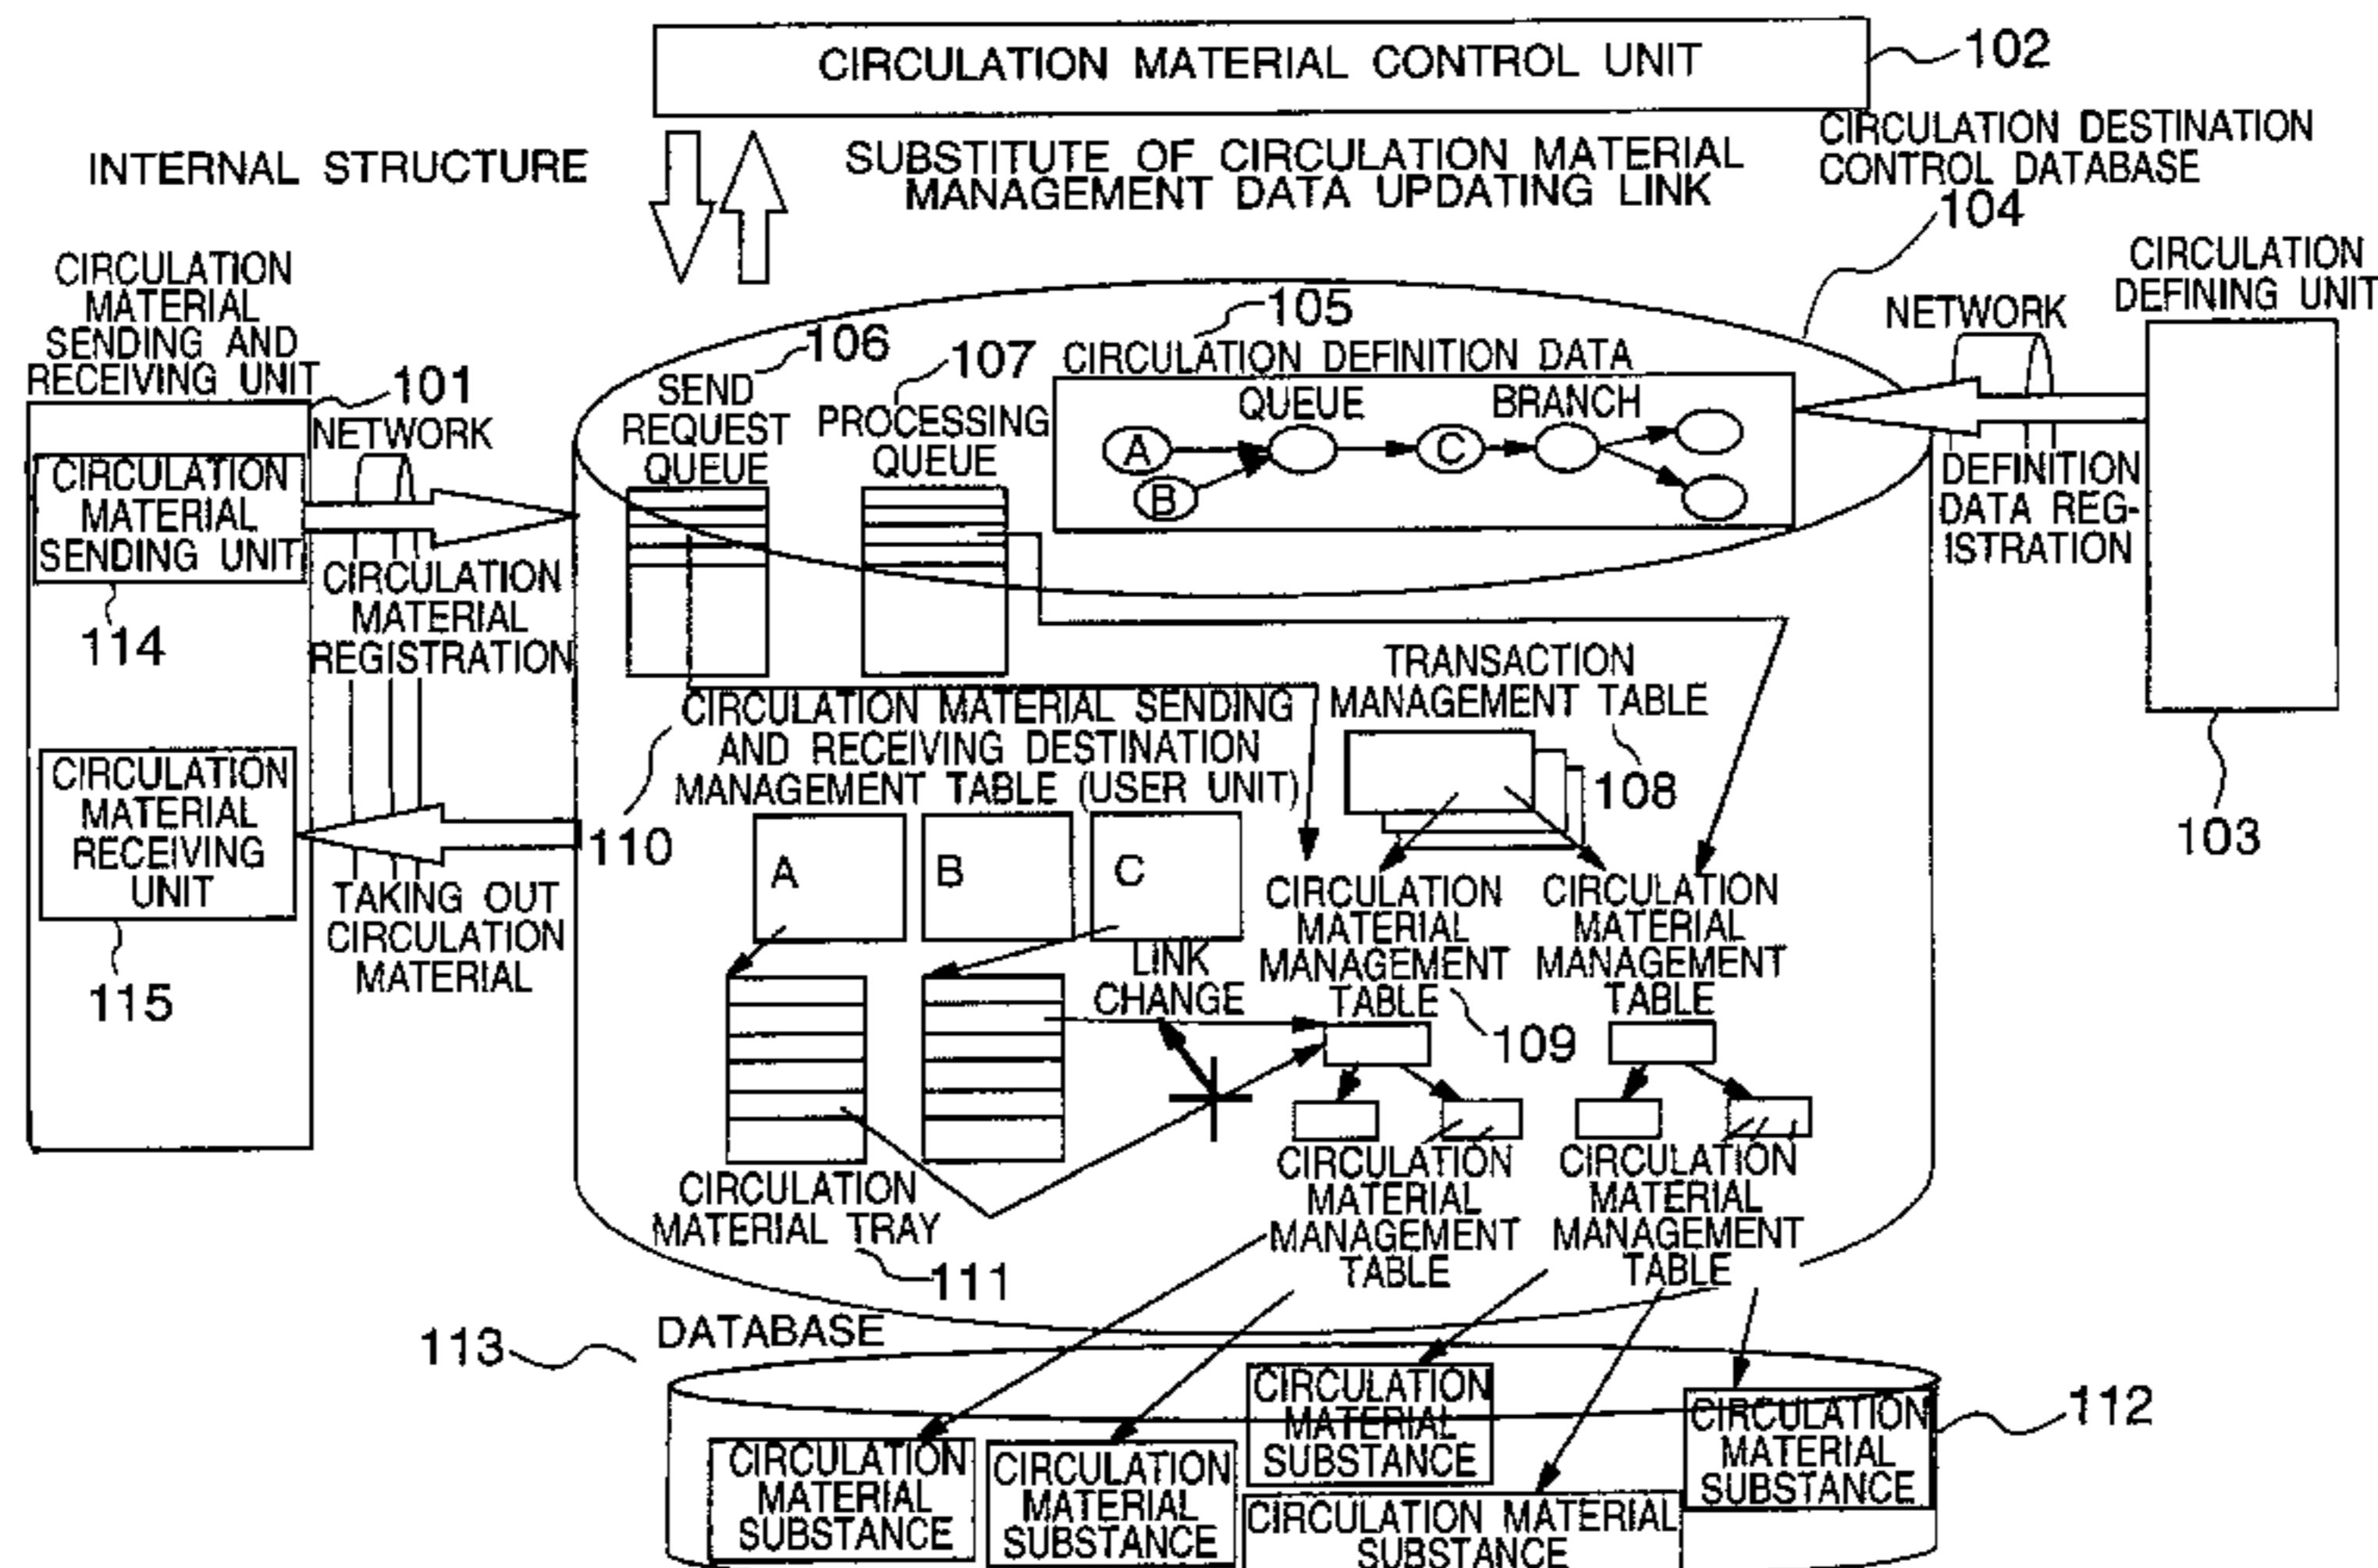 CIRCULATION MATERIAL CONTROL UNIT
102
INTERNAL STRUCTURE
SUBSTITUTE OF CIRCULATION MATERIAL
MANAGEMENT DATA UPDATING LINK
CIRCULATION DESTINATION
CONTROL DATABASE
104
CIRCULATION
MATERIAL
SENDING AND
RECEIVING UNIT
101
NETWORK
CIRCULATION
MATERIAL
SENDING UNIT
114
CIRCULATION
MATERIAL
REGISTRATION
CIRCULATION
MATERIAL
RECEIVING
UNIT
115
TAKING OUT
CIRCULATION
MATERIAL
106
SEND
REQUEST
QUEUE
107
PROCESSING
QUEUE
105
CIRCULATION DEFINITION DATA
QUEUE
BRANCH
A
B
C
NETWORK
CIRCULATION
DEFINING UNIT
DEFINITION
DATA REG-
ISTRATION
103
CIRCULATION MATERIAL SENDING
AND RECEIVING DESTINATION
MANAGEMENT TABLE (USER UNIT)
110
A
B
C
TRANSACTION
MANAGEMENT TABLE
108
LINK
CHANGE
CIRCULATION
MATERIAL
MANAGEMENT
TABLE
109
CIRCULATION
MATERIAL
MANAGEMENT
TABLE
CIRCULATION
MATERIAL TRAY
111
CIRCULATION
MATERIAL
MANAGEMENT
TABLE
CIRCULATION
MATERIAL
MANAGEMENT
TABLE
113
DATABASE
CIRCULATION
MATERIAL
SUBSTANCE
CIRCULATION
MATERIAL
SUBSTANCE
CIRCULATION
MATERIAL
SUBSTANCE
CIRCULATION MATERIAL
SUBSTANCE
CIRCULATION
MATERIAL
SUBSTANCE
112